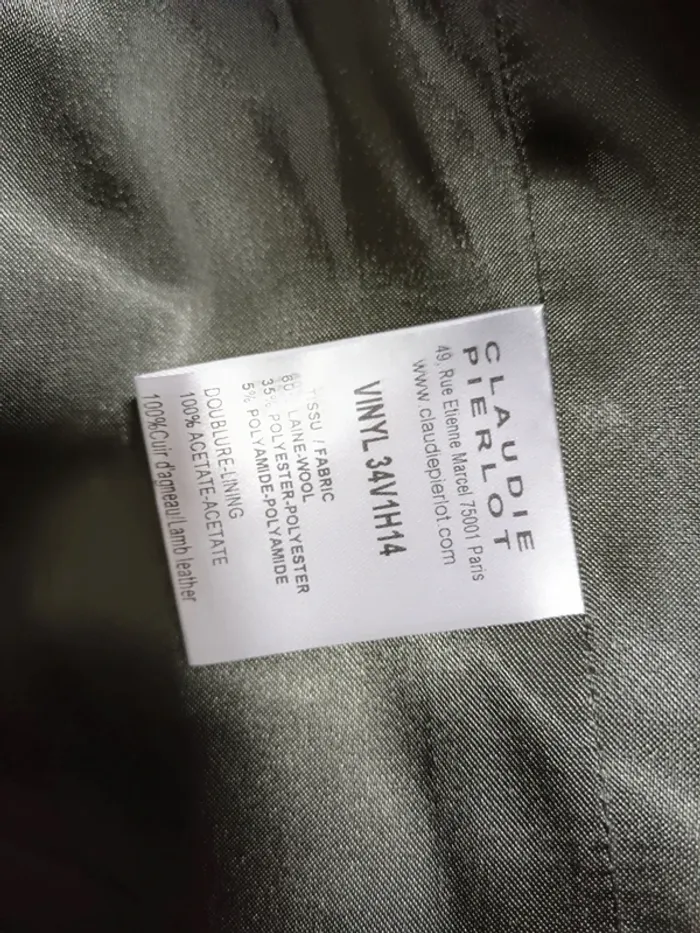 CLAUDIE
PIERLOT
49, Rue Etienne Marcel 75001 Paris
www.claudiepierlot.com
VINYL 34V1H14
TISSU / FABRIC
LAINE-WOOL
35% POLYESTER-POLYESTER
5% POLYAMIDE-POLYAMIDE
DOUBLURE-LINING
100% ACETATE-ACETATE
100%Cuir d'agneau/Lamb leather